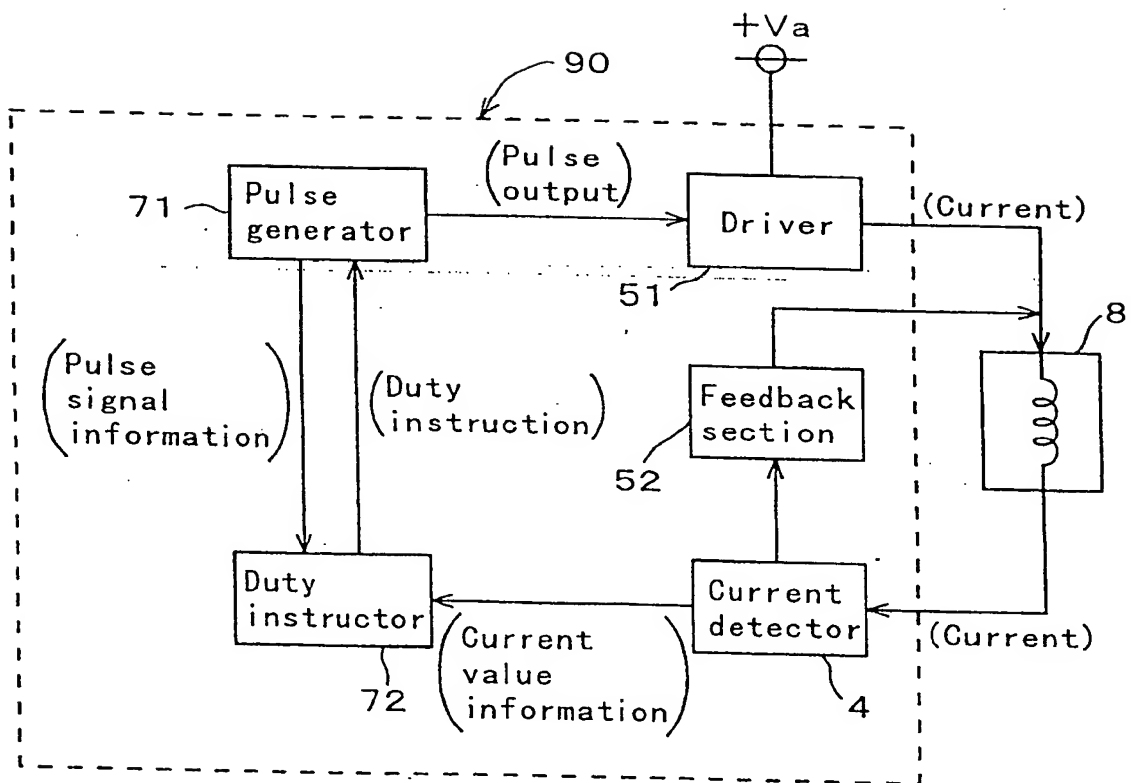 +Va
90
(Pulse
output)
71
Pulse
generator
Driver
(Current)
51
8
(Pulse
signal
information)
(Duty
instruction)
Feedback
section
52
Duty
instructor
Current
detector
(Current)
72
(Current
value
information)
4